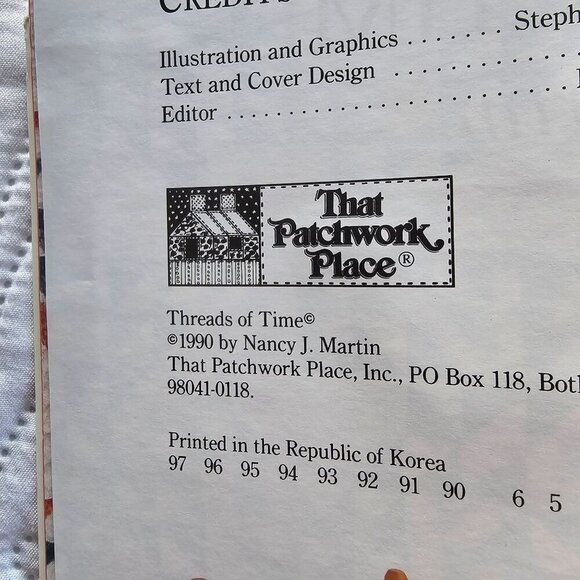 Illustration and Graphics . . . . . . . Steph
Text and Cover Design . . . . . . . . . . . .
Editor . . . . . . . . . . . . . . . . . . . . . . . . . .
That
Patchwork
Place®
Threads of Time©
©1990 by Nancy J. Martin
That Patchwork Place, Inc., PO Box 118, Both
98041-0118.
Printed in the Republic of Korea
97 96 95 94 93 92 91 90 6 5